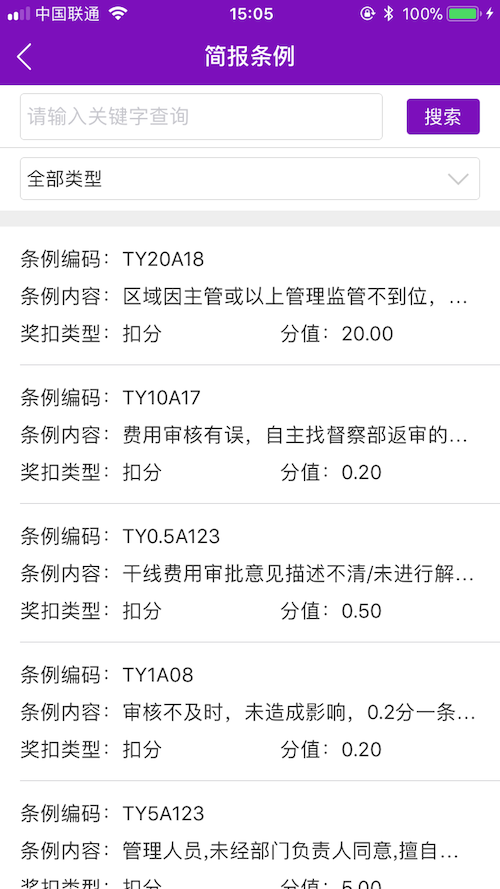 中国联通 15:05 100%
简报条例
请输入关键字查询 搜索
全部类型
条例编码：TY20A18
条例内容：区域因主管或以上管理监管不到位，...
奖扣类型：扣分 分值：20.00
条例编码：TY10A17
条例内容：费用审核有误，自主找督察部返审的...
奖扣类型：扣分 分值：0.20
条例编码：TY0.5A123
条例内容：干线费用审批意见描述不清/未进行解...
奖扣类型：扣分 分值：0.50
条例编码：TY1A08
条例内容：审核不及时，未造成影响，0.2分一条...
奖扣类型：扣分 分值：0.20
条例编码：TY5A123
条例内容：管理人员,未经部门负责人同意,擅自...
奖扣类型：扣分 分值：5.00